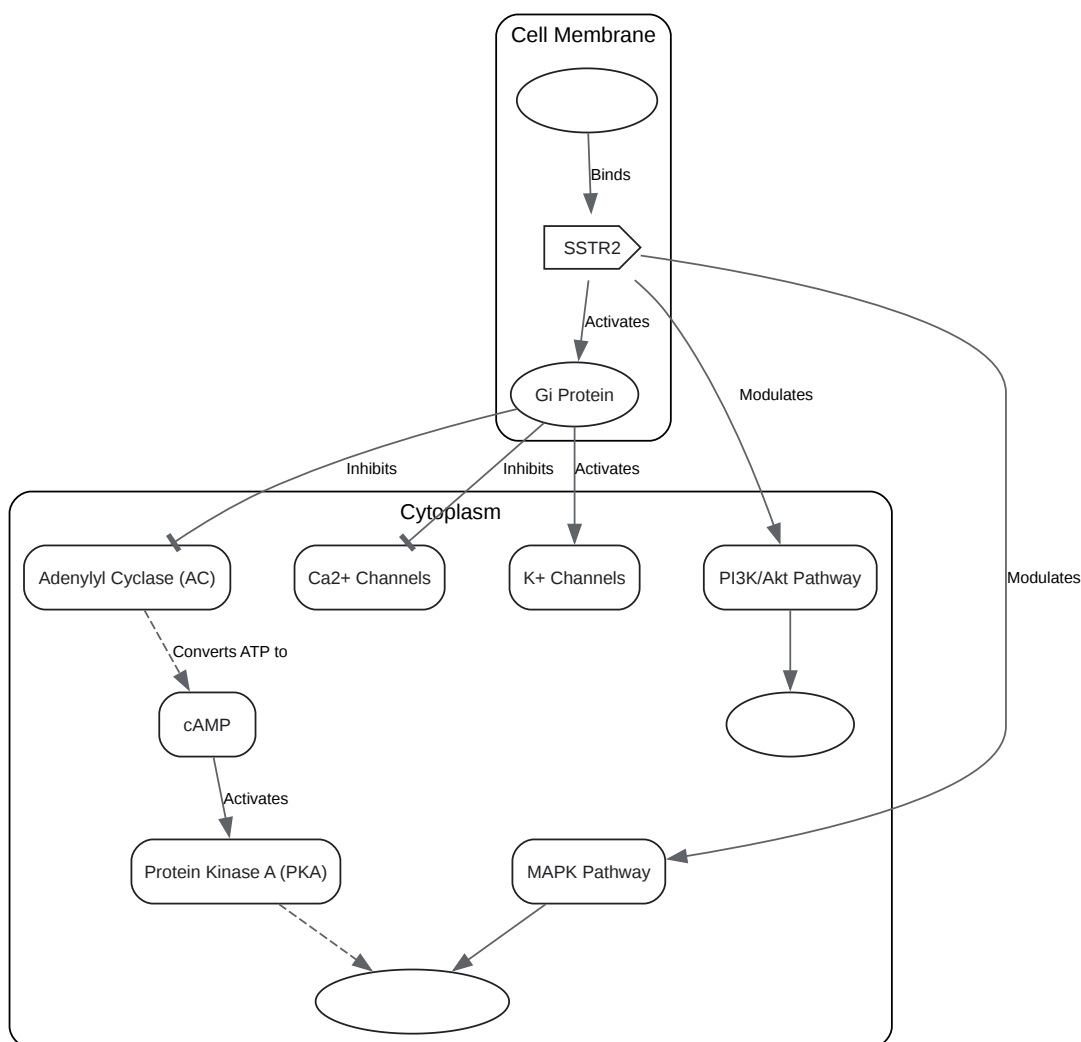 Cell Membrane
Binds
SSTR2
Activates
Gi Protein
Modulates
Inhibits
Inhibits
Activates
Cytoplasm
Adenylyl Cyclase (AC)
Ca2+ Channels
K+ Channels
PI3K/Akt Pathway
Modulates
Converts ATP to
cAMP
Activates
Protein Kinase A (PKA)
MAPK Pathway